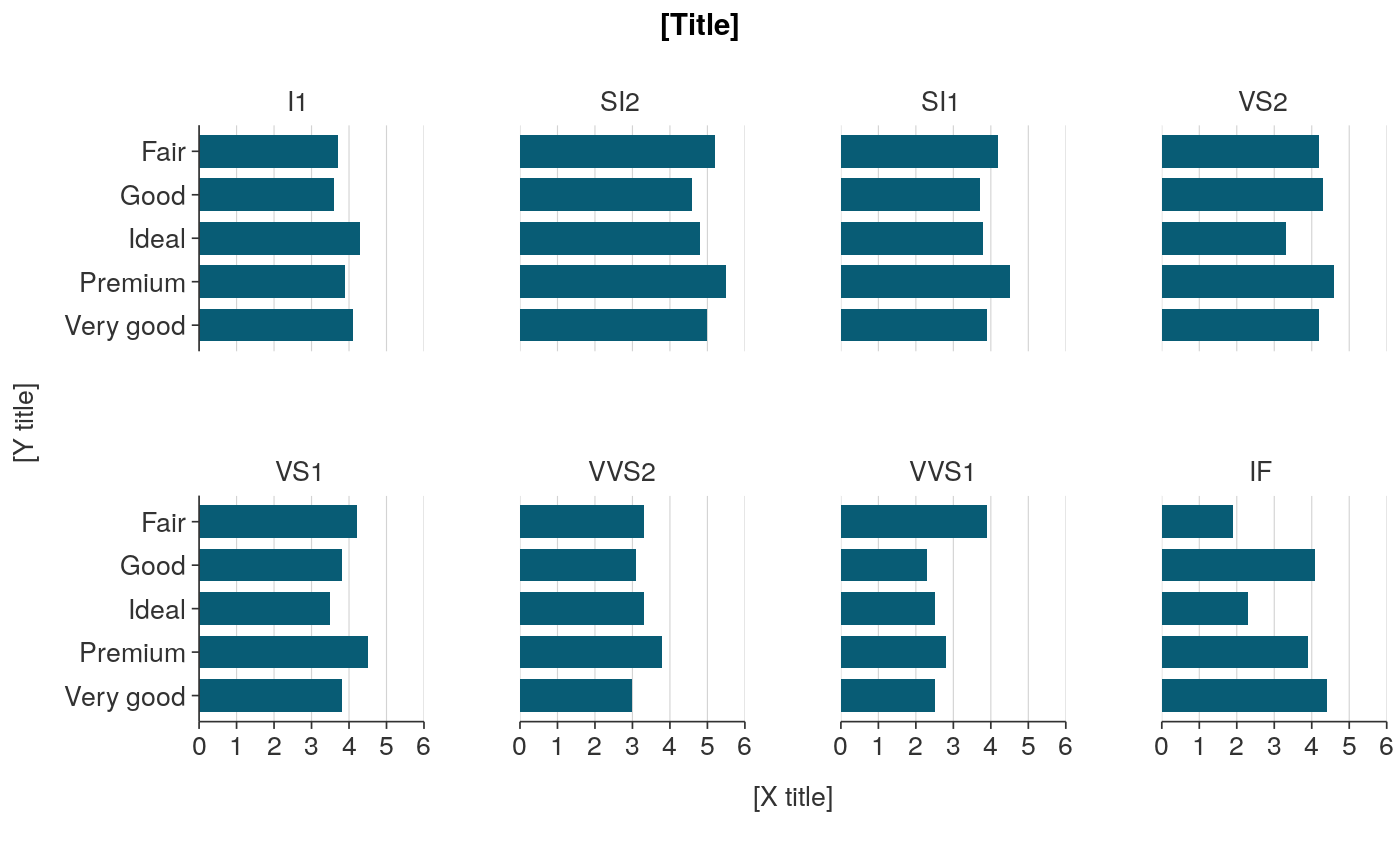 [Title]
I1
SI2
SI1
VS2
Fair
Good
Ideal
Premium
Very good
[Y title]
VS1
VVS2
VVS1
IF
Fair
Good
Ideal
Premium
Very good
0 1 2 3 4 5 6
0 1 2 3 4 5 6
0 1 2 3 4 5 6
0 1 2 3 4 5 6
[X title]